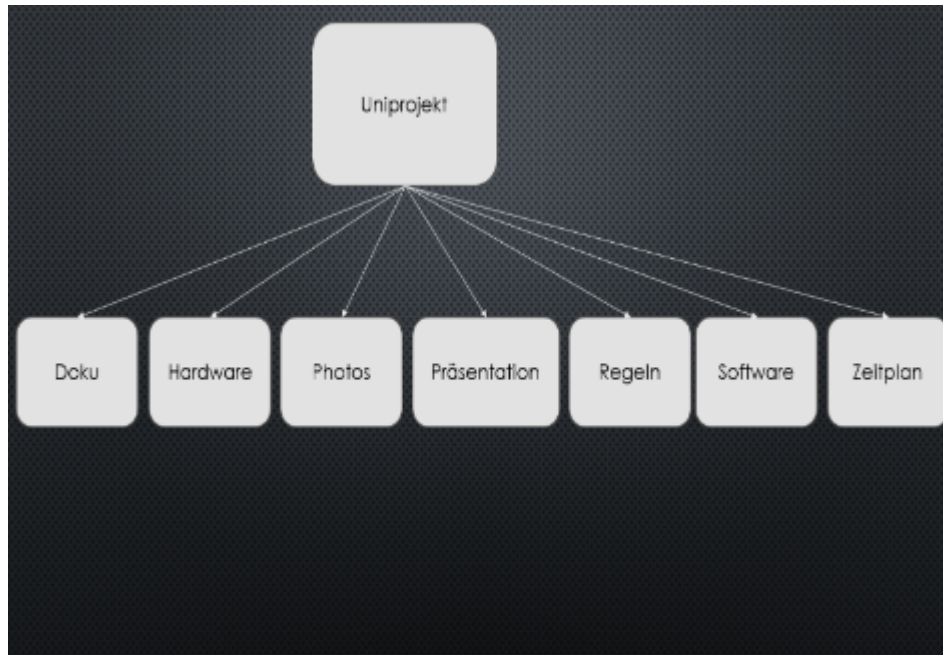 Uniprojekt
Doku
Hardware
Photos
Präsentation
Regeln
Software
Zeitplan